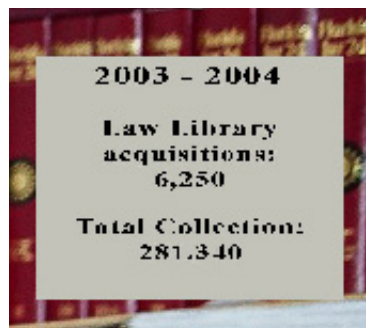 2003 - 2004
Law Library
acquisitions:
6,250
Total Collection:
281,340